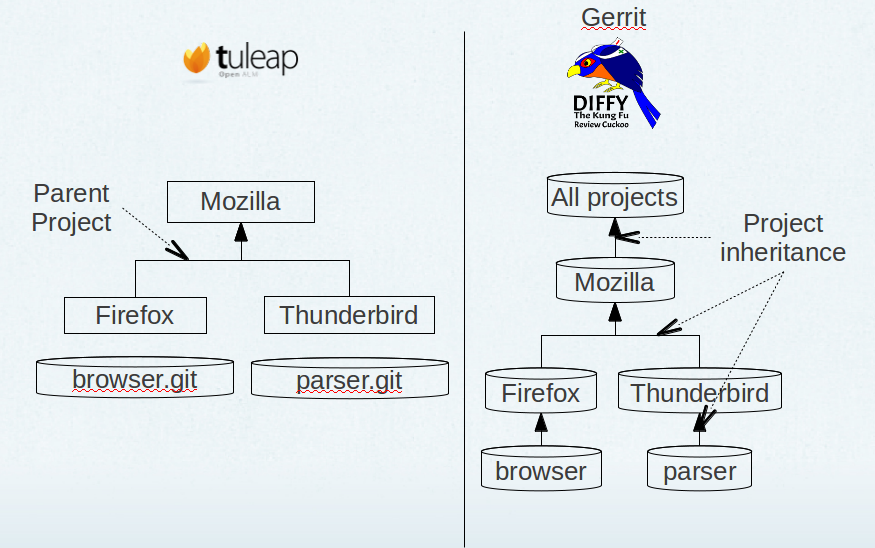 tuleap
Open ALM
Parent
Project
Mozilla
Firefox
Thunderbird
browser.git
parser.git
Gerrit
DIFFY
The Kung Fu
Review Cuckoo
All projects
Project
inheritance
Mozilla
Firefox
Thunderbird
browser
parser